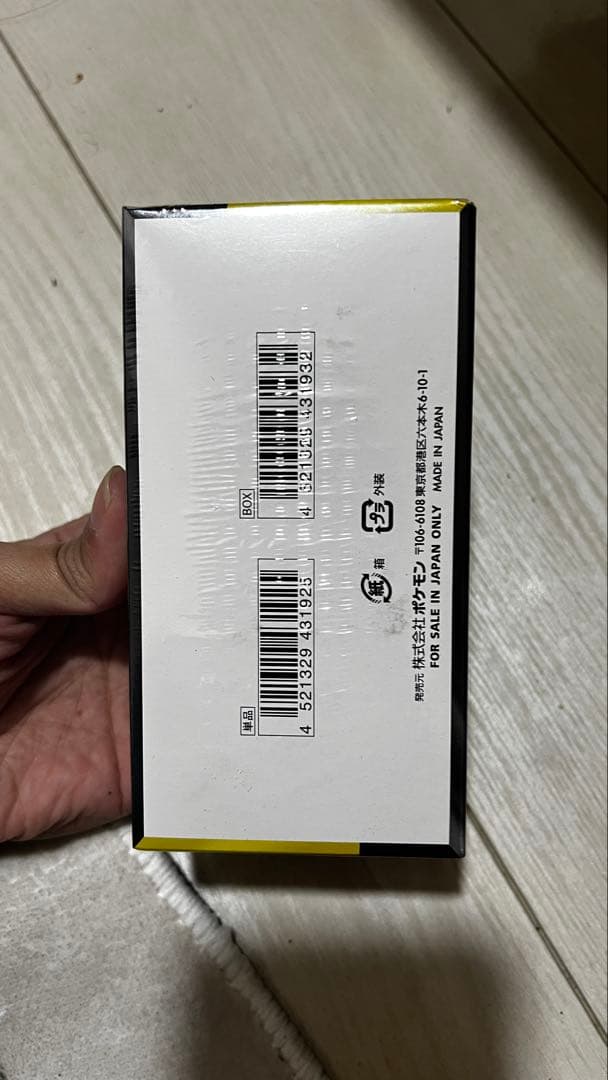 単品
4 521329 431925
BOX
4 521329 431932
紙 箱
プラ 外装
発売元 株式会社ポケモン 〒106-6108 東京都港区六本木6-10-1
FOR SALE IN JAPAN ONLY MADE IN JAPAN